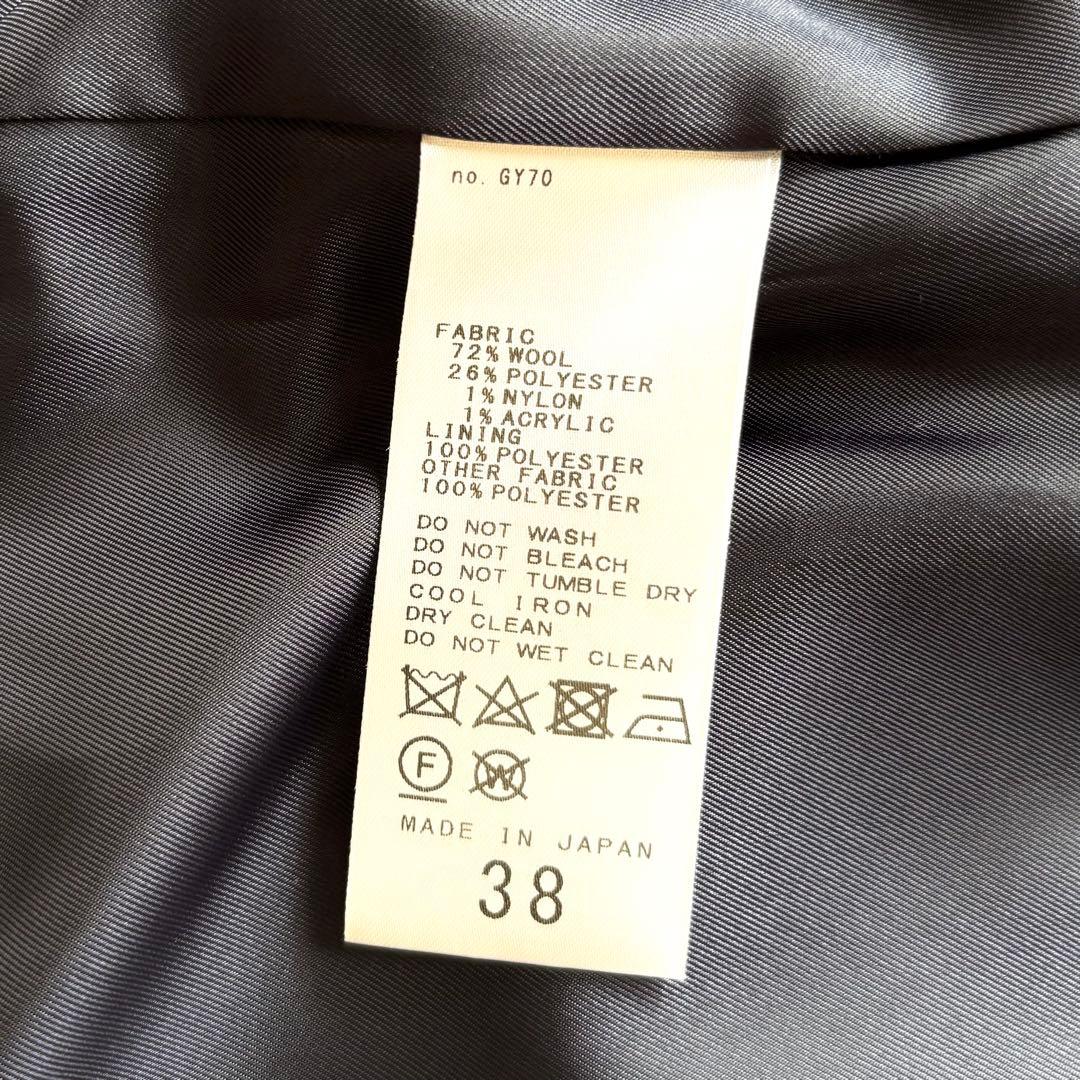 no. GY70
FABRIC
72% WOOL
26% POLYESTER
1% NYLON
1% ACRYLIC
LINING
100% POLYESTER
OTHER FABRIC
100% POLYESTER
DO NOT WASH
DO NOT BLEACH
DO NOT TUMBLE DRY
COOL IRON
DRY CLEAN
DO NOT WET CLEAN
F W
MADE IN JAPAN
38